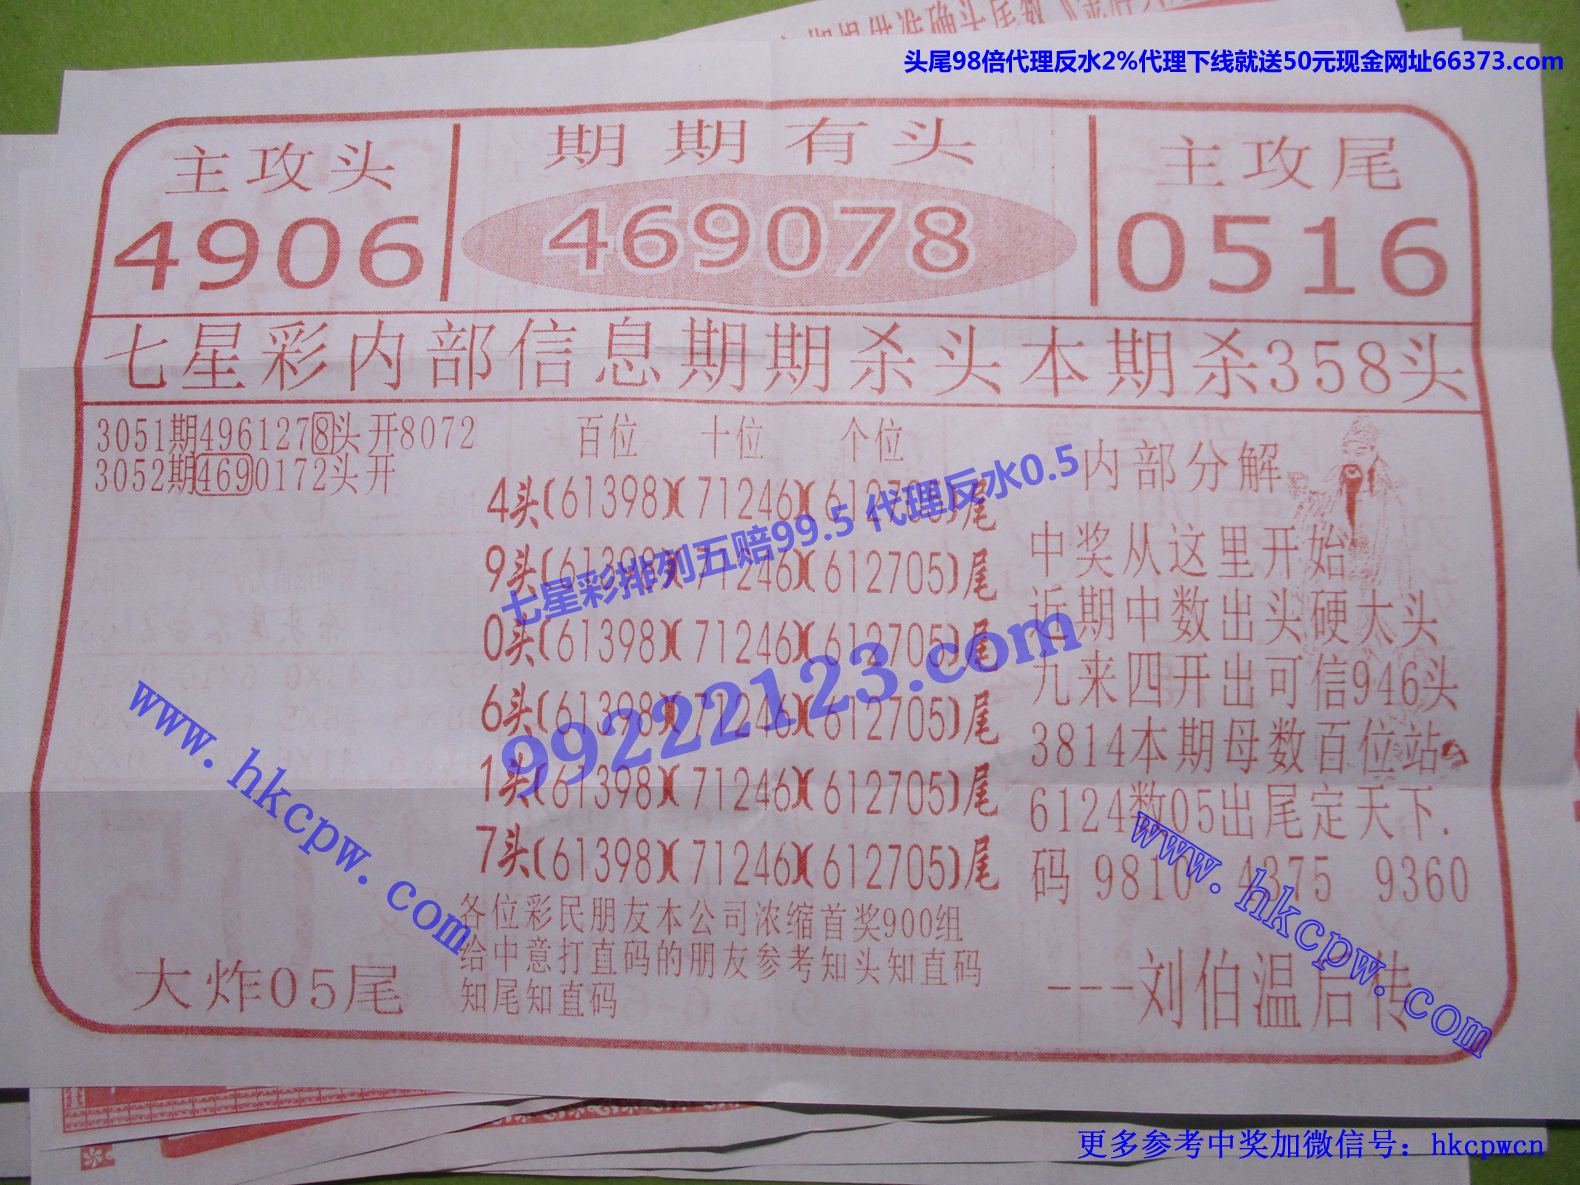 头尾98倍代理反水2%代理下线就送50元现金网址66373.com
主攻头
4906
期期有头
469078
主攻尾
0516
七星彩内部信息期期杀头本期杀358头
3051期4961278头开8072
3052期4690172头开
百位 十位 个位
4头(61398)(71246)(612705)尾
9头(61398)(71246)(612705)尾
0头(61398)(71246)(612705)尾
6头(61398)(71246)(612705)尾
1头(61398)(71246)(612705)尾
7头(61398)(71246)(612705)尾
七星彩排列五赔99.5 代理反水0.5
99222123.com
内部分解
中奖从这里开始
近期中数出头硬太头
九来四开出可信946头
3814本期母数百位站
6124数05出尾定天下.
码 9810 4375 9360
---刘伯温后传
www.hkcpw.com
www.hkcpw.com
大炸05尾
各位彩民朋友本公司浓缩首奖900组
给中意打直码的朋友参考知头知直码
知尾知直码
更多参考中奖加微信号：hkcpwcn